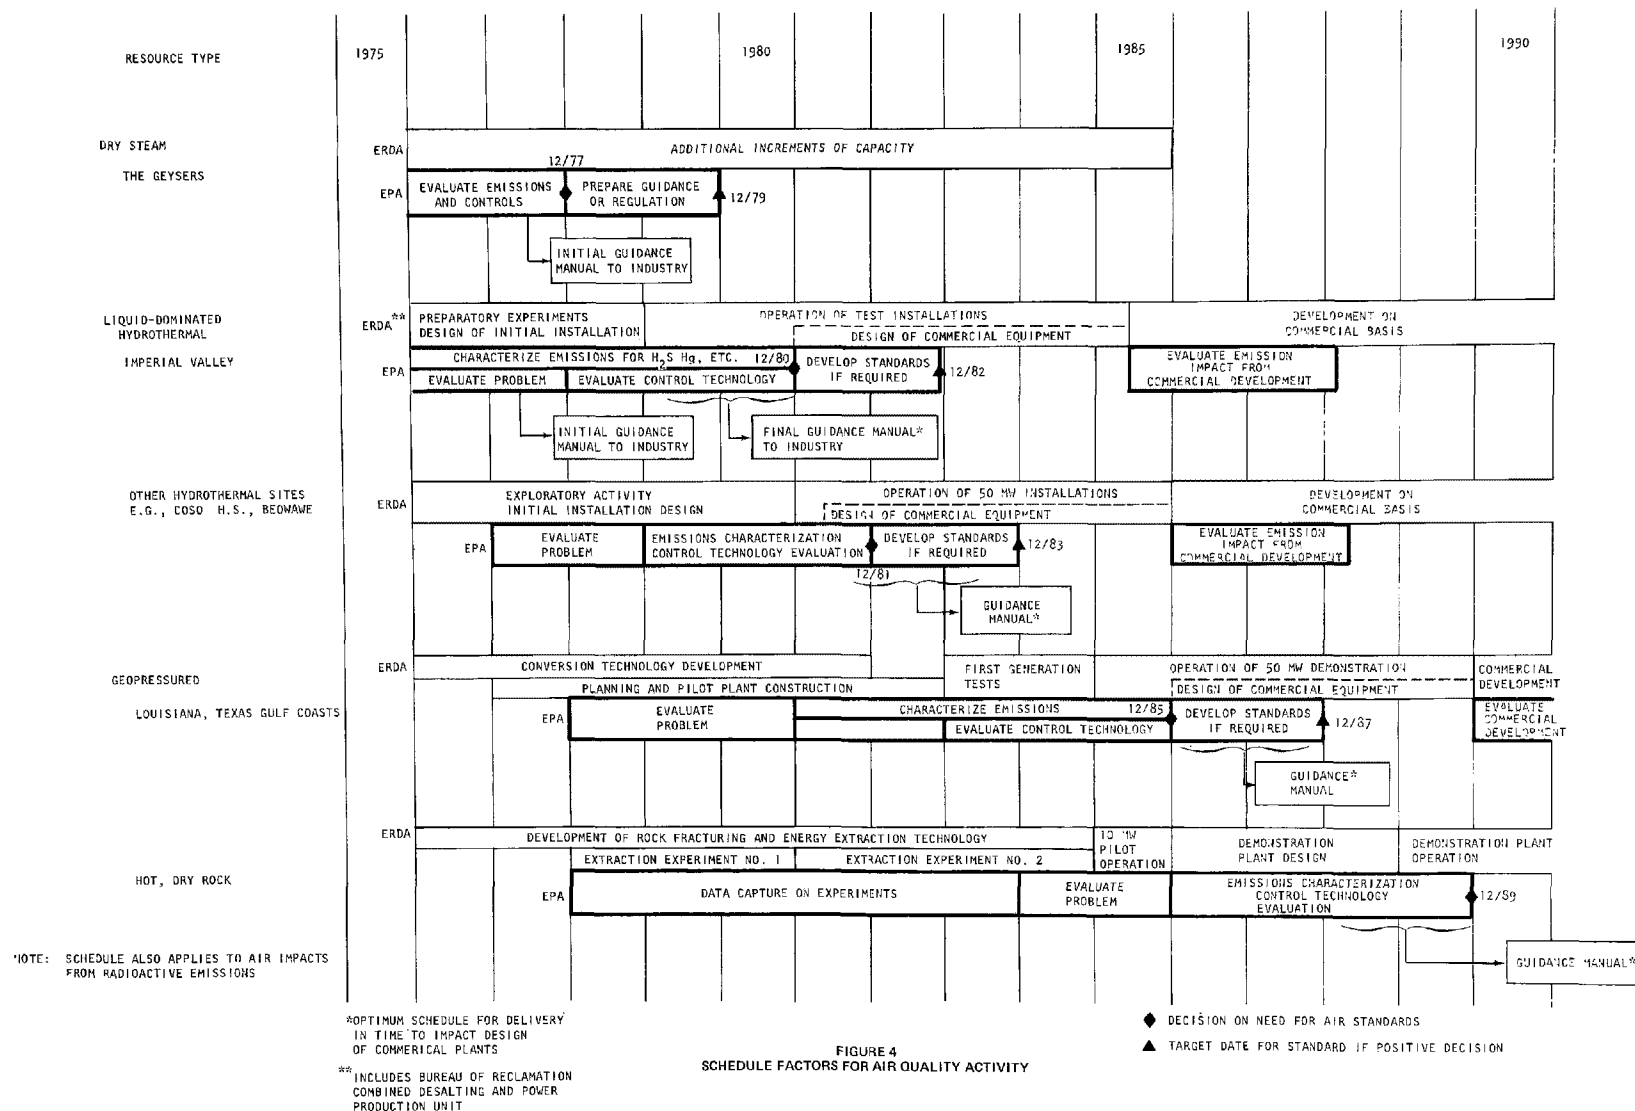 RESOURCE TYPE
1975
1980
1985
1990
DRY STEAM
THE GEYSERS
ERDA
ADDITIONAL INCREMENTS OF CAPACITY
12/77
EPA
EVALUATE EMISSIONS
AND CONTROLS
PREPARE GUIDANCE
OR REGULATION
12/79
INITIAL GUIDANCE
MANUAL TO INDUSTRY
LIQUID-DOMINATED
HYDROTHERMAL
IMPERIAL VALLEY
ERDA**
PREPARATORY EXPERIMENTS
DESIGN OF INITIAL INSTALLATION
OPERATION OF TEST INSTALLATIONS
DESIGN OF COMMERCIAL EQUIPMENT
DEVELOPMENT ON
COMMERCIAL BASIS
EPA
CHARACTERIZE EMISSIONS FOR H2S Hg, ETC.
12/80
EVALUATE PROBLEM
EVALUATE CONTROL TECHNOLOGY
DEVELOP STANDARDS
IF REQUIRED
12/82
EVALUATE EMISSION
IMPACT FROM
COMMERCIAL DEVELOPMENT
INITIAL GUIDANCE
MANUAL TO INDUSTRY
FINAL GUIDANCE MANUAL*
TO INDUSTRY
OTHER HYDROTHERMAL SITES
E.G., COSO H.S., BEOWAWE
ERDA
EXPLORATORY ACTIVITY
INITIAL INSTALLATION DESIGN
OPERATION OF 50 MW INSTALLATIONS
DESIGN OF COMMERCIAL EQUIPMENT
DEVELOPMENT ON
COMMERCIAL BASIS
EPA
EVALUATE
PROBLEM
EMISSIONS CHARACTERIZATION
CONTROL TECHNOLOGY EVALUATION
DEVELOP STANDARDS
IF REQUIRED
12/83
EVALUATE EMISSION
IMPACT FROM
COMMERCIAL DEVELOPMENT
12/81
GUIDANCE
MANUAL*
GEOPRESSURED
LOUISIANA, TEXAS GULF COASTS
ERDA
CONVERSION TECHNOLOGY DEVELOPMENT
PLANNING AND PILOT PLANT CONSTRUCTION
FIRST GENERATION
TESTS
OPERATION OF 50 MW DEMONSTRATION
DESIGN OF COMMERCIAL EQUIPMENT
COMMERCIAL
DEVELOPMENT
EPA
EVALUATE
PROBLEM
CHARACTERIZE EMISSIONS
12/85
EVALUATE CONTROL TECHNOLOGY
DEVELOP STANDARDS
IF REQUIRED
12/87
EVALUATE
COMMERCIAL
DEVELOPMENT
GUIDANCE*
MANUAL
HOT, DRY ROCK
ERDA
DEVELOPMENT OF ROCK FRACTURING AND ENERGY EXTRACTION TECHNOLOGY
EXTRACTION EXPERIMENT NO. 1
EXTRACTION EXPERIMENT NO. 2
10 MW
PILOT
OPERATION
DEMONSTRATION
PLANT DESIGN
DEMONSTRATION PLANT
OPERATION
EPA
DATA CAPTURE ON EXPERIMENTS
EVALUATE
PROBLEM
EMISSIONS CHARACTERIZATION
CONTROL TECHNOLOGY
EVALUATION
12/89
GUIDANCE MANUAL*
NOTE: SCHEDULE ALSO APPLIES TO AIR IMPACTS
FROM RADIOACTIVE EMISSIONS
*OPTIMUM SCHEDULE FOR DELIVERY
IN TIME TO IMPACT DESIGN
OF COMMERICAL PLANTS
**INCLUDES BUREAU OF RECLAMATION
COMBINED DESALTING AND POWER
PRODUCTION UNIT
FIGURE 4
SCHEDULE FACTORS FOR AIR QUALITY ACTIVITY
DECISION ON NEED FOR AIR STANDARDS
TARGET DATE FOR STANDARD IF POSITIVE DECISION